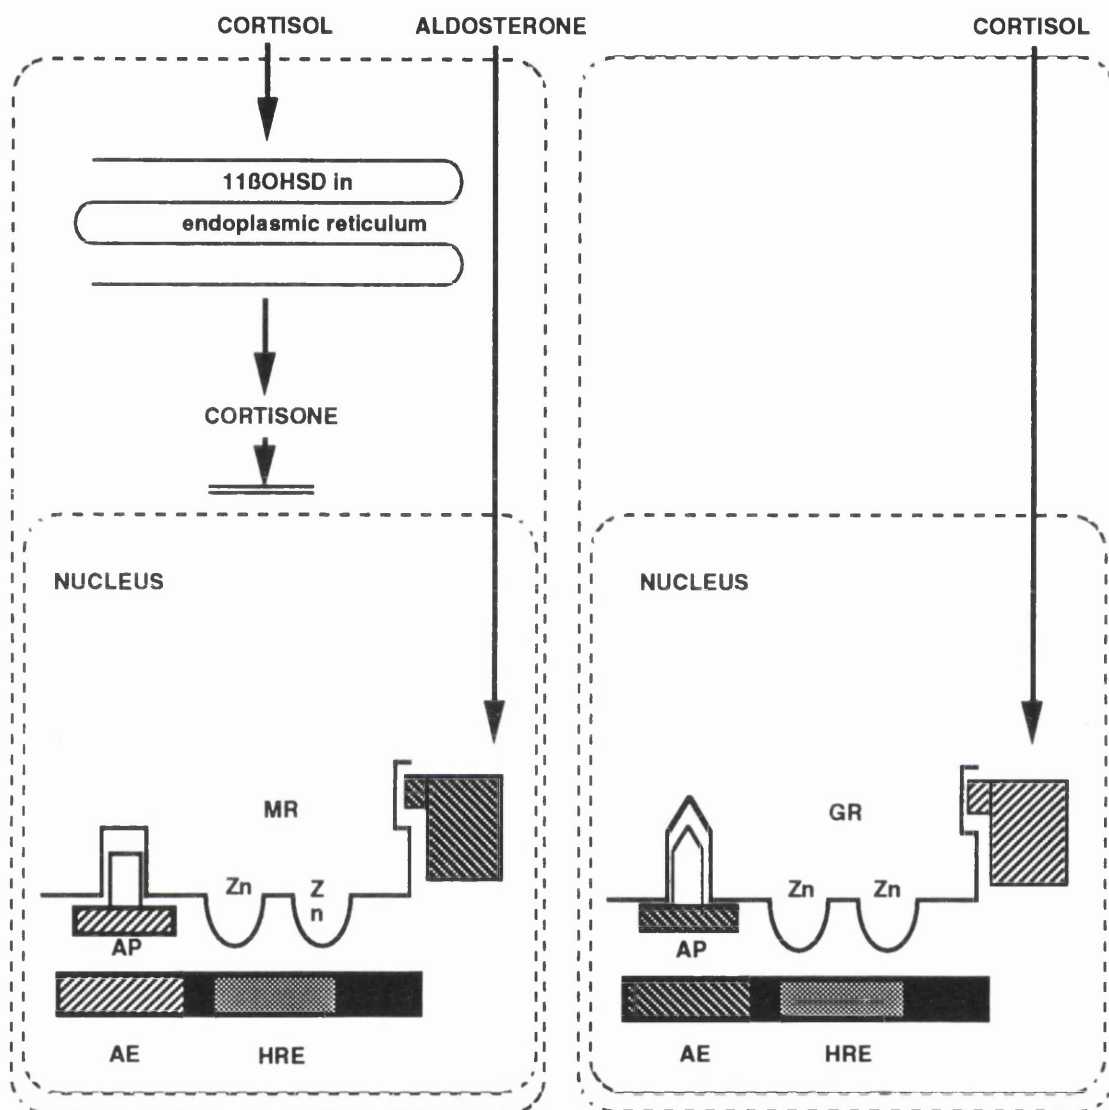 CORTISOL
ALDOSTERONE
11ßOHSD in
endoplasmic reticulum
CORTISONE
NUCLEUS
MR
Zn
Z
n
AP
AE
HRE
CORTISOL
NUCLEUS
GR
Zn
Zn
AP
AE
HRE